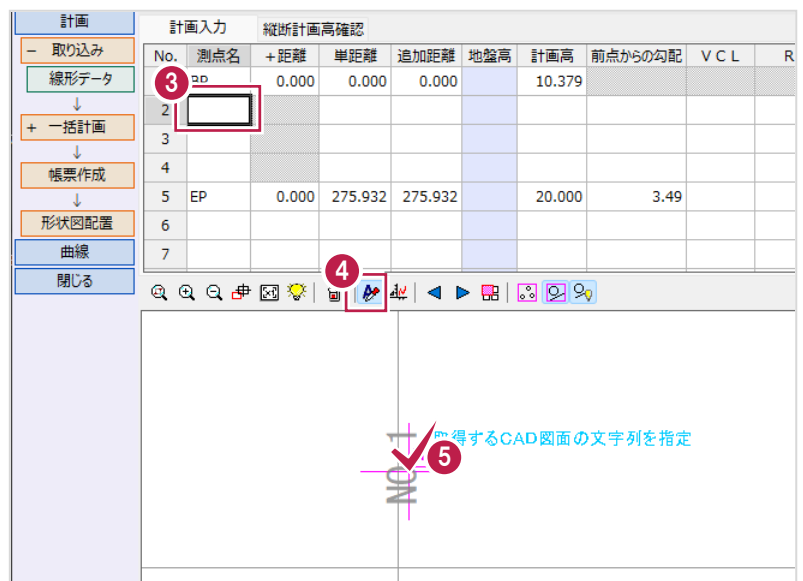 計画
− 取り込み
線形データ
↓
+ 一括計画
↓
帳票作成
↓
形状図配置
曲線
閉じる
計画入力 縦断計画高確認
No. 測点名 +距離 単距離 追加距離 地盤高 計画高 前点からの勾配 VCL R
3 BP 0.000 0.000 0.000 10.379
2
3
4
5 EP 0.000 275.932 275.932 20.000 3.49
6
7
4
取得するCAD図面の文字列を指定
5
NO.1